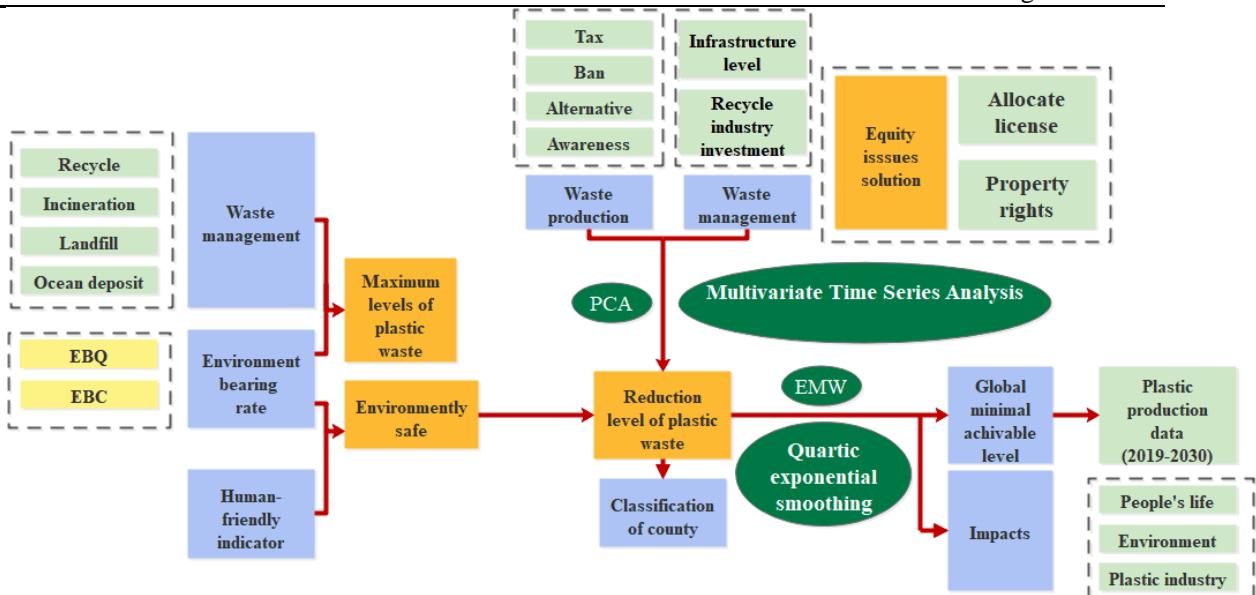 Tax
Ban
Alternative
Awareness
Infrastructure
level
Recycle
industry
investment
Waste
production
Waste
management
Equity
isssues
solution
Allocate
license
Property
rights
Recycle
Incineration
Landfill
Ocean deposit
EBQ
EBC
Waste
management
Environment
bearing
rate
Human-
friendly
indicator
Maximum
levels of
plastic
waste
Environmently
safe
PCA
Multivariate Time Series Analysis
Reduction
level of plastic
waste
Classification
of county
EMW
Quartic
exponential
smoothing
Global
minimal
achivable
level
Impacts
Plastic
production
data
(2019-2030)
People's life
Environment
Plastic industry